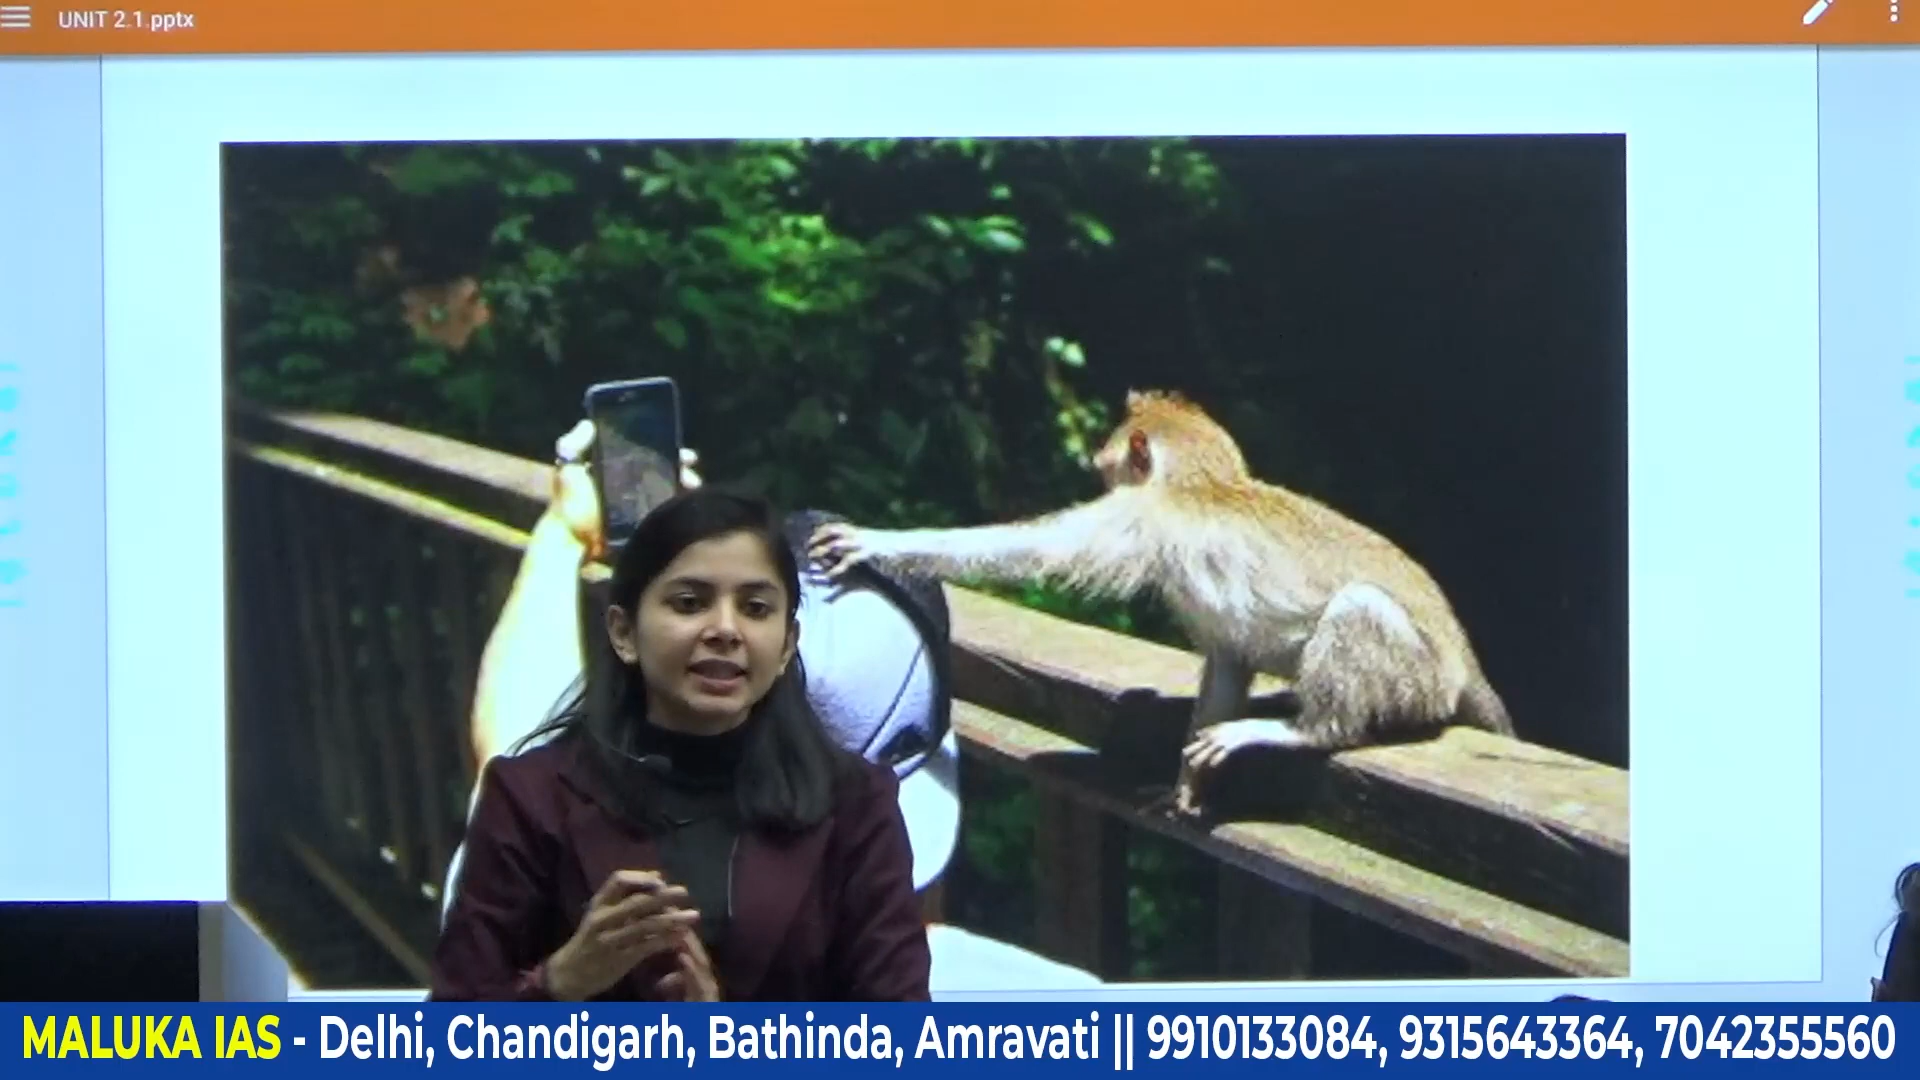 UNIT 2.1.pptx
MALUKA IAS - Delhi, Chandigarh, Bathinda, Amravati || 9910133084, 9315643364, 7042355560